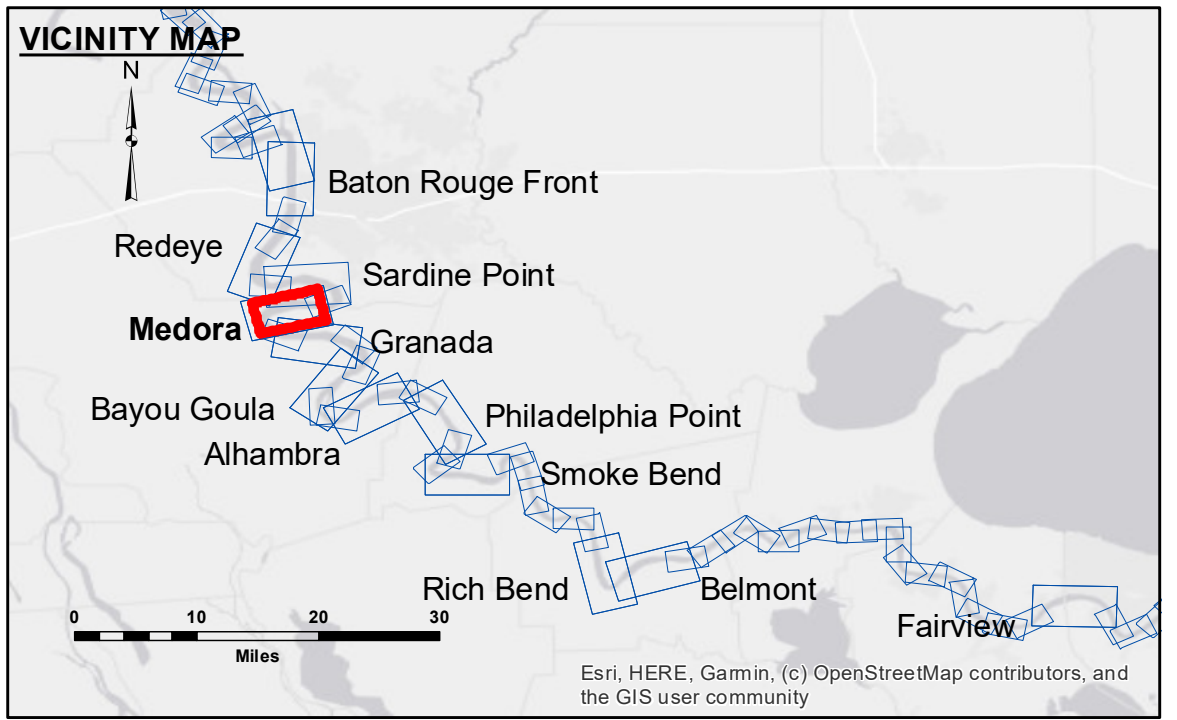 VICINITY MAP
N
Baton Rouge Front
Redeye
Sardine Point
Medora
Granada
Bayou Goula
Philadelphia Point
Alhambra
Smoke Bend
Rich Bend
Belmont
Fairview
0 10 20 30
Miles
Esri, HERE, Garmin, (c) OpenStreetMap contributors, and
the GIS user community